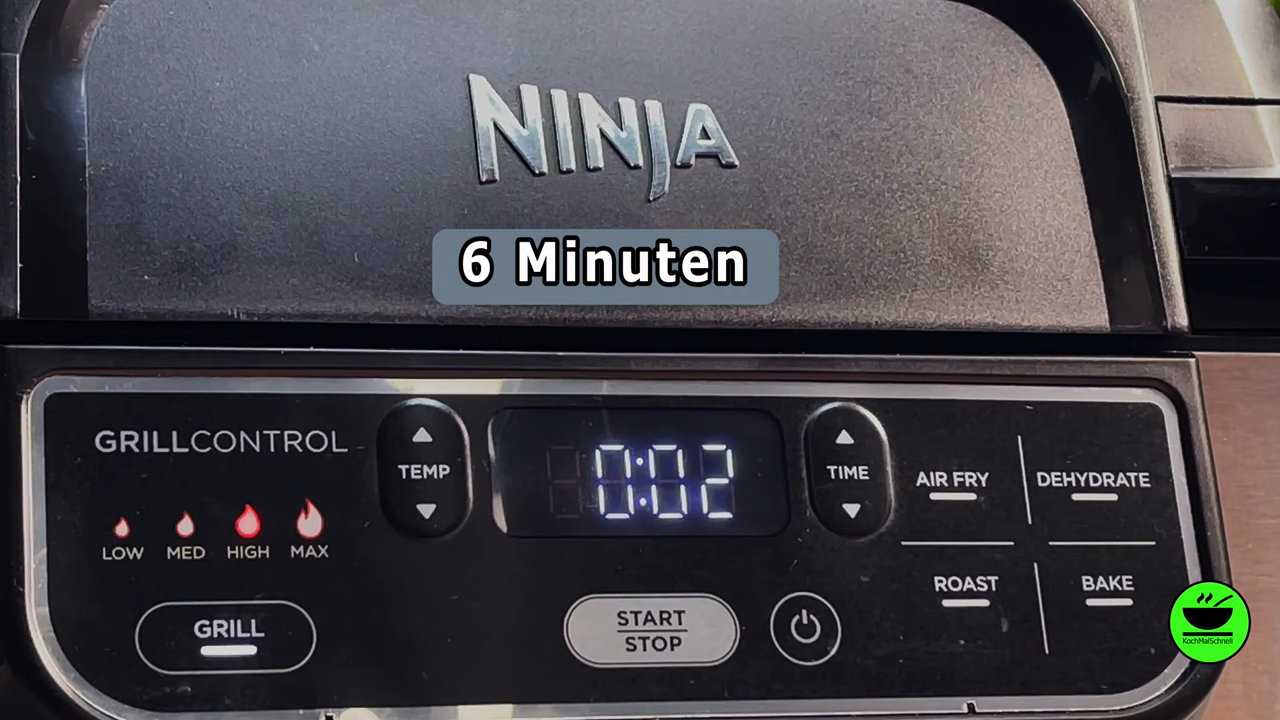 NINJA
6 Minuten
GRILLCONTROL
TEMP
0:02
TIME
AIR FRY
DEHYDRATE
LOW
MED
HIGH
MAX
ROAST
BAKE
GRILL
START
STOP
KochMalSchnell